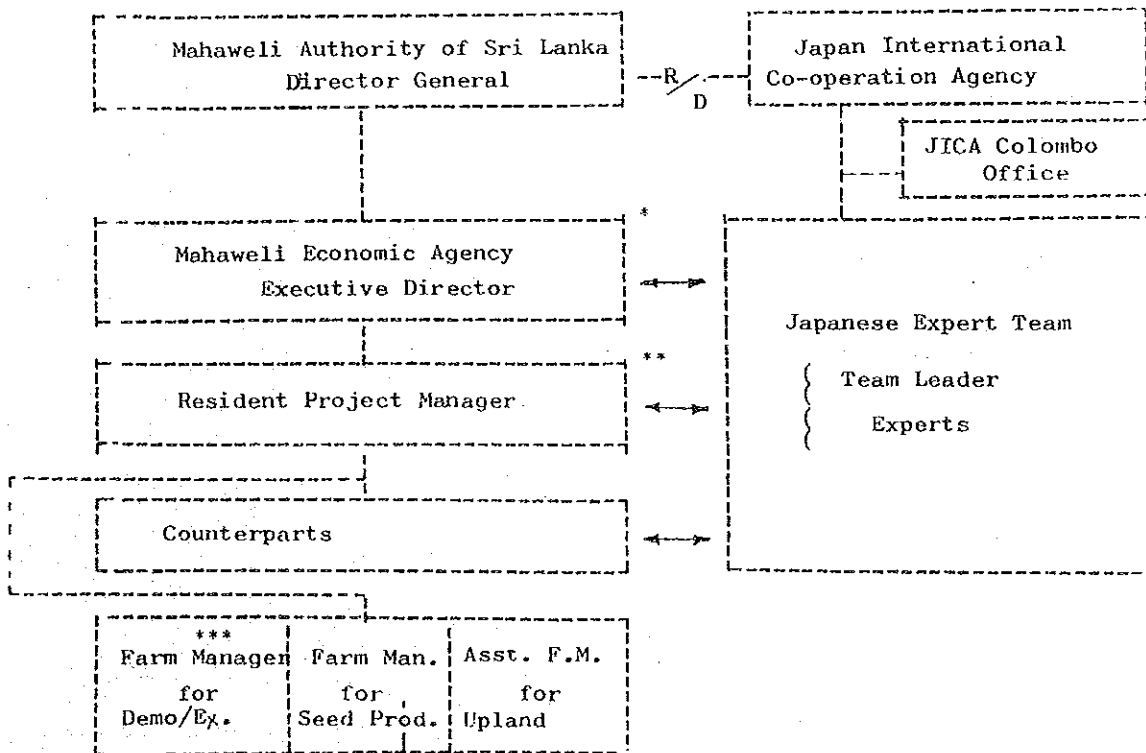 Mahaweli Authority of Sri Lanka
Director General
R/D
Japan International
Co-operation Agency
JICA Colombo
Office
*
Mahaweli Economic Agency
Executive Director
Japanese Expert Team
Team Leader
Experts
**
Resident Project Manager
Counterparts
***
Farm Manager
for
Demo/Ex.
Farm Man.
for
Seed Prod.
Asst. F.M.
for
Upland